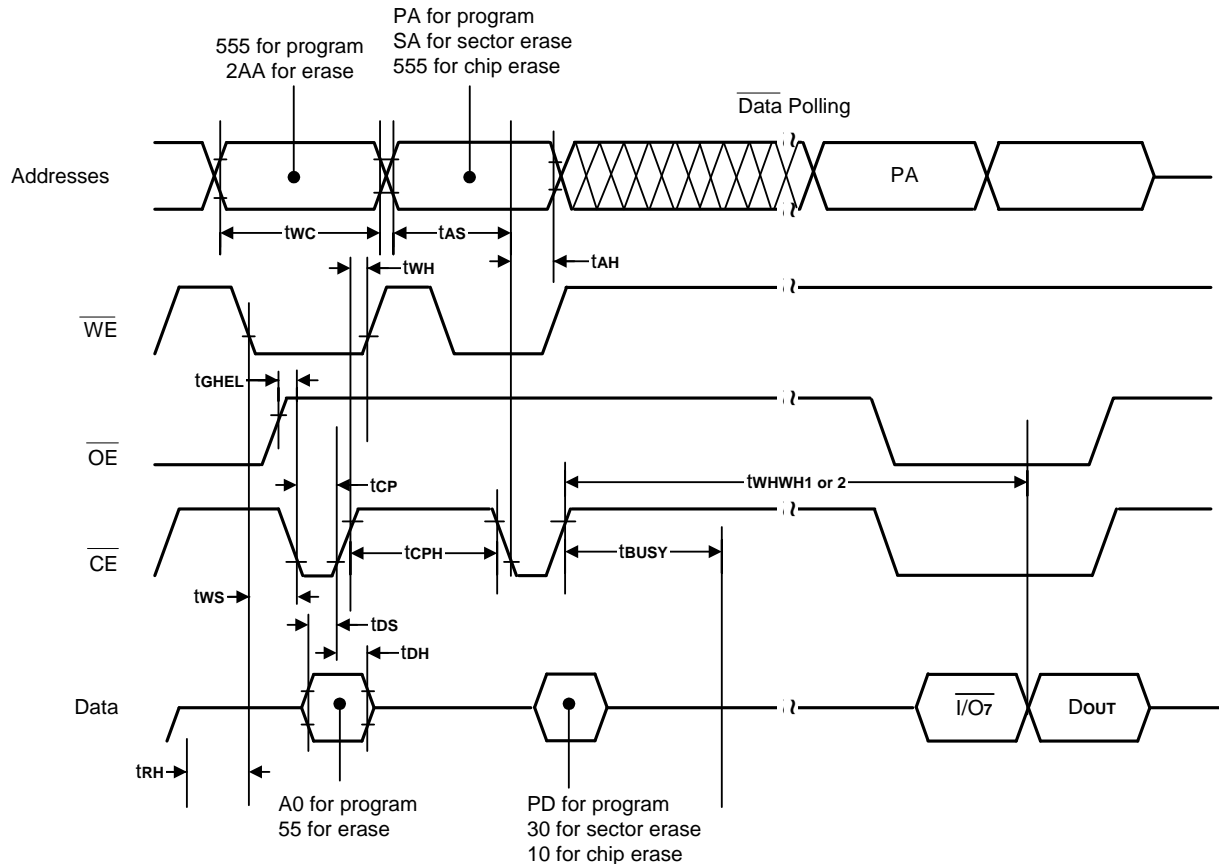 PA for program
SA for sector erase
555 for chip erase
555 for program
2AA for erase
Data Polling
Addresses
PA
tWC
tAS
tAH
tWH
WE
tGHEL
OE
tCP
tWHWH1 or 2
CE
tCPH
tBUSY
tWS
tDS
tDH
Data
I/O7
DOUT
tRH
A0 for program
55 for erase
PD for program
30 for sector erase
10 for chip erase